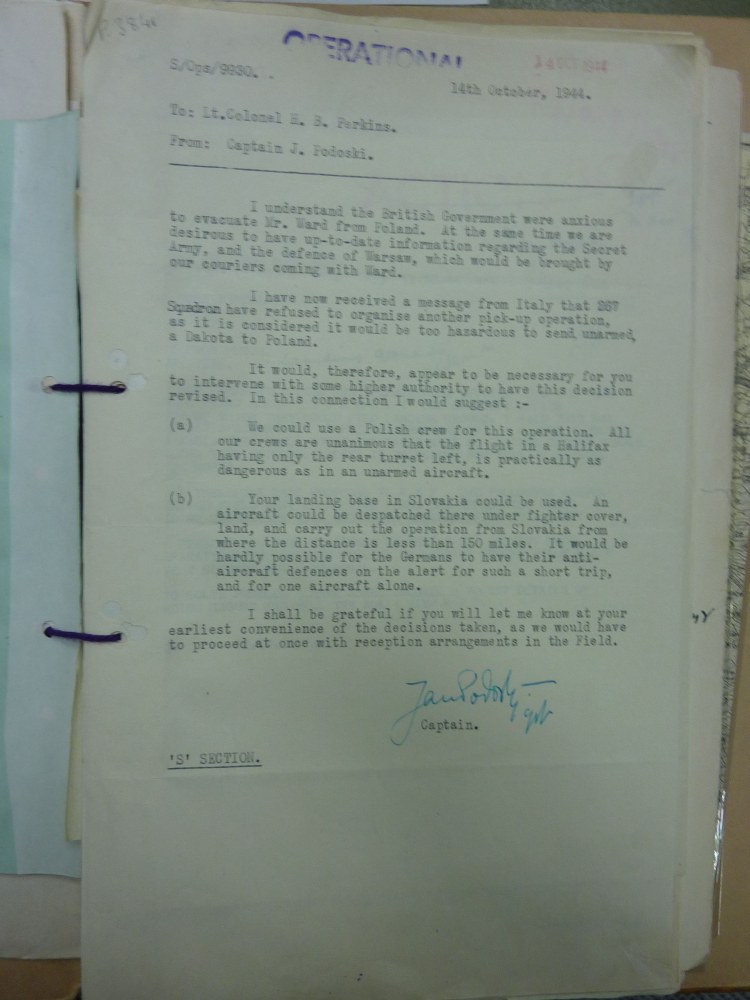 P 384
OPERATIONAL
14 OCT 1944
S/Ops/9930.
14th October, 1944.
To: Lt.Colonel H. B. Perkins.
From: Captain J. Podoski.
I understand the British Government were anxious
to evacuate Mr. Ward from Poland. At the same time we are
desirous to have up-to-date information regarding the Secret
Army, and the defence of Warsaw, which would be brought by
our couriers coming with Ward.
I have now received a message from Italy that 267
Squadron have refused to organise another pick-up operation,
as it is considered it would be too hazardous to send unarmed,
a Dakota to Poland.
It would, therefore, appear to be necessary for you
to intervene with some higher authority to have this decision
revised. In this connection I would suggest :-
(a) We could use a Polish crew for this operation. All
our crews are unanimous that the flight in a Halifax
having only the rear turret left, is practically as
dangerous as in an unarmed aircraft.
(b) Your landing base in Slovakia could be used. An
aircraft could be despatched there under fighter cover,
land, and carry out the operation from Slovakia from
where the distance is less than 150 miles. It would be
hardly possible for the Germans to have their anti-
aircraft defences on the alert for such a short trip,
and for one aircraft alone.
I shall be grateful if you will let me know at your
earliest convenience of the decisions taken, as we would have
to proceed at once with reception arrangements in the Field.
Jan Podoski
Captain.
'S' SECTION.